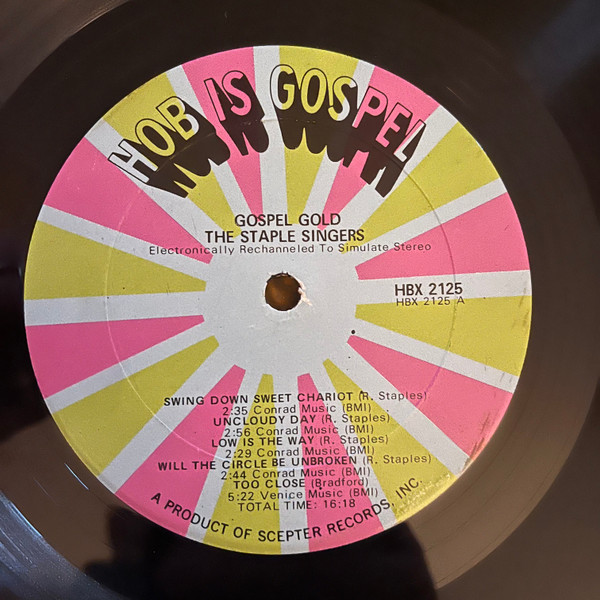 HOB IS GOSPEL
GOSPEL GOLD
THE STAPLE SINGERS
Electronically Rechanneled To Simulate Stereo
HBX 2125
HBX 2125 A
SWING DOWN SWEET CHARIOT (R. Staples)
2:35 Conrad Music (BMI)
UNCLOUDY DAY (R. Staples)
2:56 Conrad Music (BMI)
LOW IS THE WAY (R. Staples)
2:29 Conrad Music (BMI)
WILL THE CIRCLE BE UNBROKEN (R. Staples)
2:44 Conrad Music (BMI)
TOO CLOSE (Bradford)
5:22 Venice Music (BMI)
TOTAL TIME: 16:18
A PRODUCT OF SCEPTER RECORDS, INC.